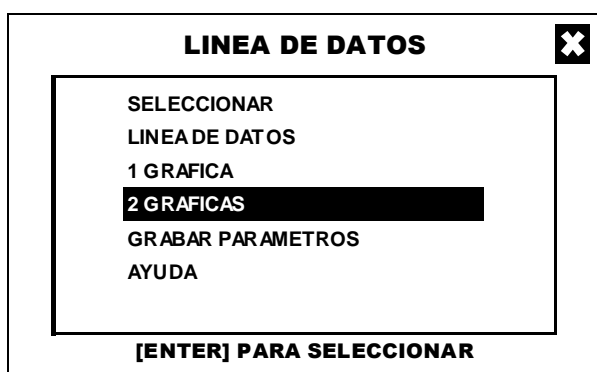 LINEA DE DATOS
SELECCIONAR
LINEA DE DATOS
1 GRAFICA
2 GRAFICAS
GRABAR PARAMETROS
AYUDA
[ENTER] PARA SELECCIONAR